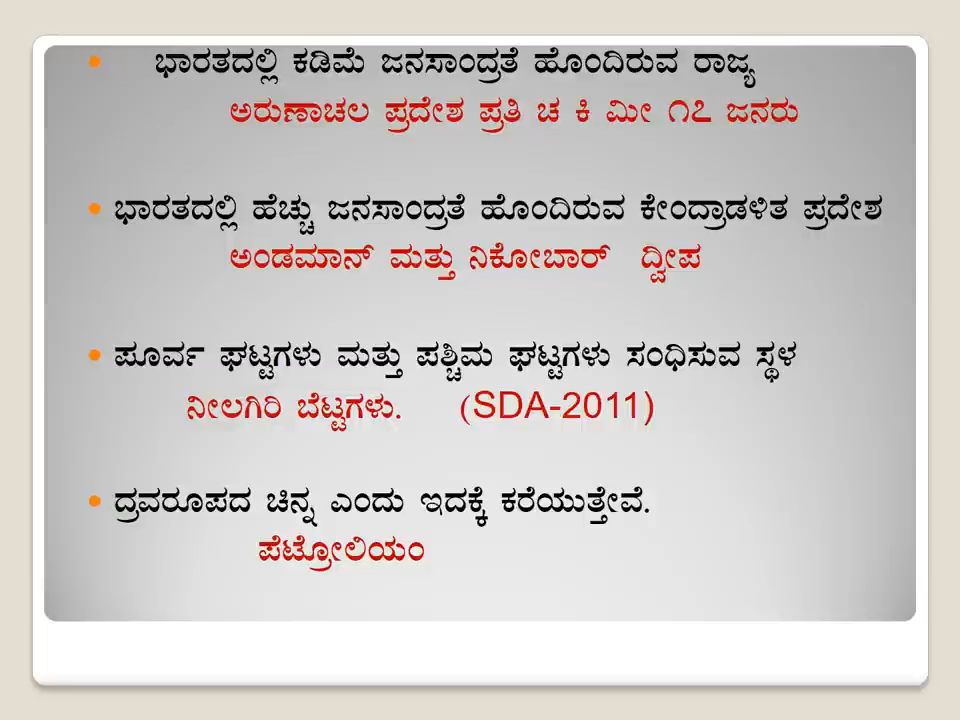 ಭಾರತದಲ್ಲಿ ಕಡಿಮೆ ಜನಸಾಂದ್ರತೆ ಹೊಂದಿರುವ ರಾಜ್ಯ
ಅರುಣಾಚಲ ಪ್ರದೇಶ ಪ್ರತಿ ಚ ಕಿ ಮೀ ೧೭ ಜನರು
ಭಾರತದಲ್ಲಿ ಹೆಚ್ಚು ಜನಸಾಂದ್ರತೆ ಹೊಂದಿರುವ ಕೇಂದ್ರಾಡಳಿತ ಪ್ರದೇಶ
ಅಂಡಮಾನ್ ಮತ್ತು ನಿಕೋಬಾರ್ ದ್ವೀಪ
ಪೂರ್ವ ಘಟ್ಟಗಳು ಮತ್ತು ಪಶ್ಚಿಮ ಘಟ್ಟಗಳು ಸಂಧಿಸುವ ಸ್ಥಳ
ನೀಲಗಿರಿ ಬೆಟ್ಟಗಳು. (SDA-2011)
ದ್ರವರೂಪದ ಚಿನ್ನ ಎಂದು ಇದಕ್ಕೆ ಕರೆಯುತ್ತೇವೆ.
ಪೆಟ್ರೋಲಿಯಂ